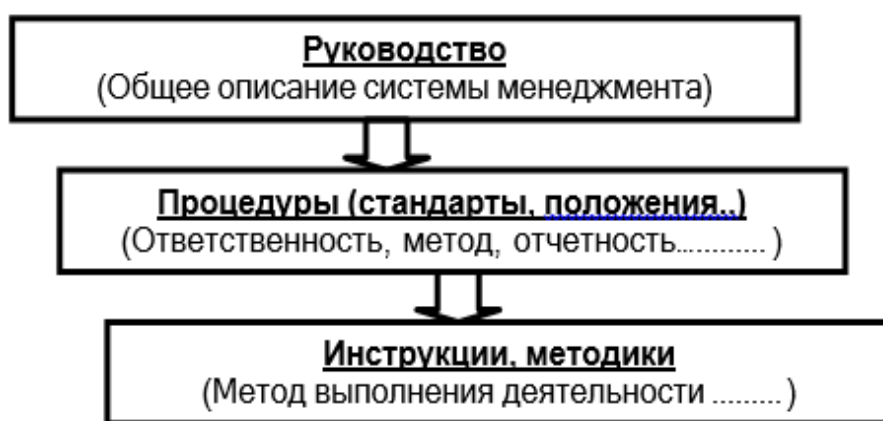 Руководство
(Общее описание системы менеджмента)
Процедуры (стандарты, положения..)
(Ответственность, метод, отчетность.............. )
Инструкции, методики
(Метод выполнения деятельности ......... )